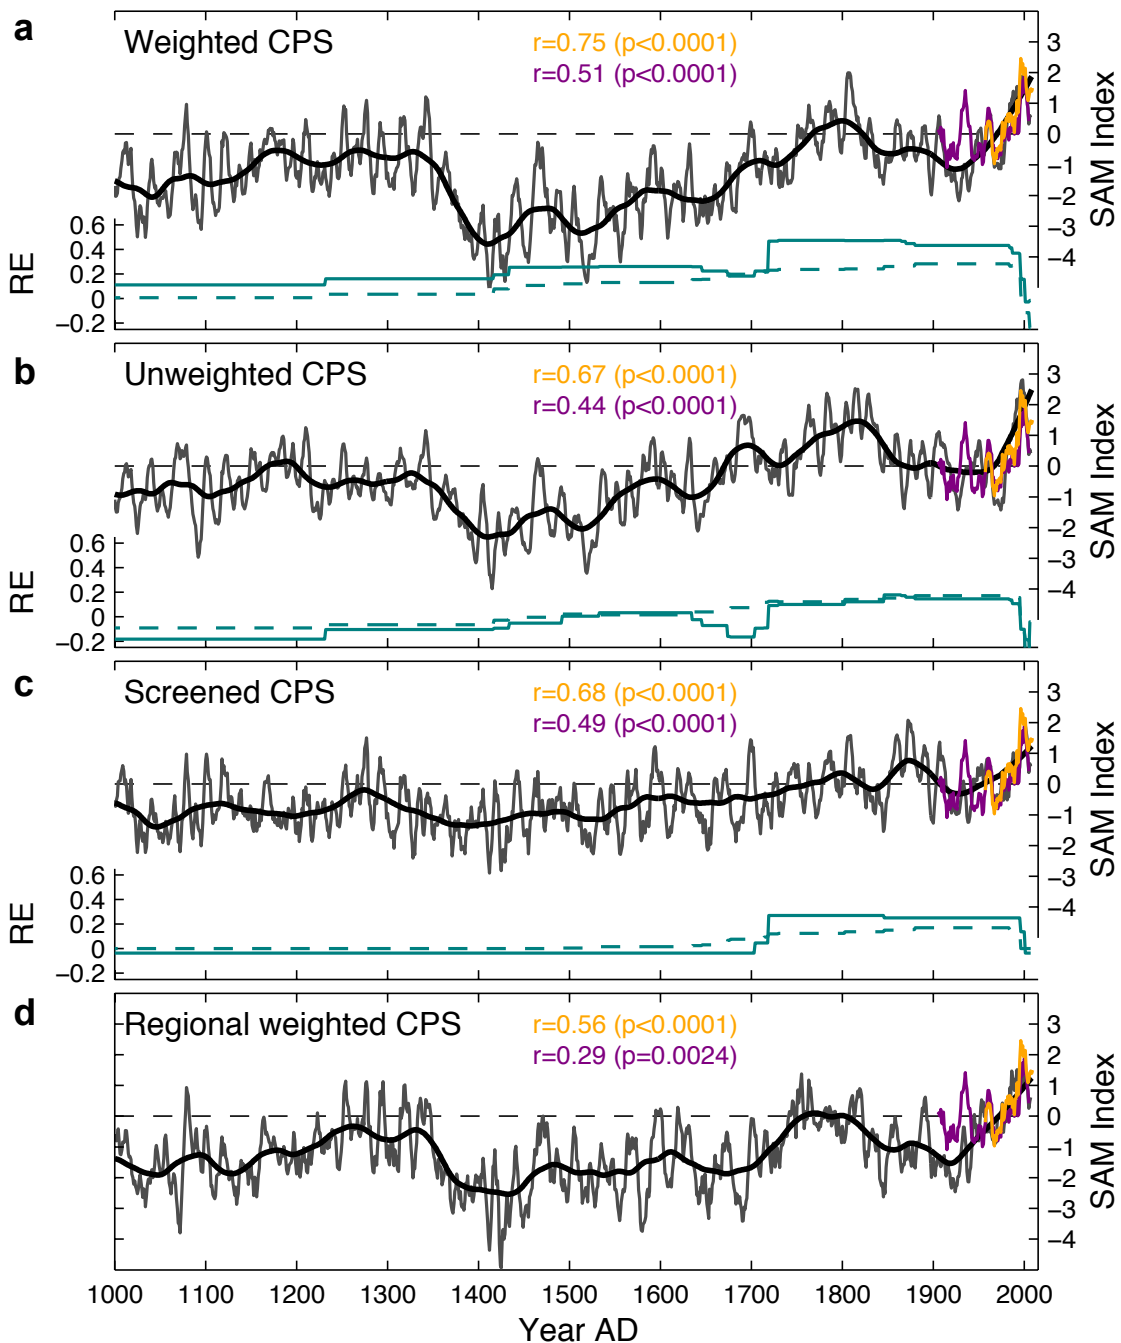 a
Weighted CPS
r=0.75 (p<0.0001)
r=0.51 (p<0.0001)
3
2
1
0
−1
−2
−3
−4
SAM Index
0.6
0.4
0.2
0
−0.2
RE
b
Unweighted CPS
r=0.67 (p<0.0001)
r=0.44 (p<0.0001)
3
2
1
0
−1
−2
−3
−4
SAM Index
0.6
0.4
0.2
0
−0.2
RE
c
Screened CPS
r=0.68 (p<0.0001)
r=0.49 (p<0.0001)
3
2
1
0
−1
−2
−3
−4
SAM Index
0.6
0.4
0.2
0
−0.2
RE
d
Regional weighted CPS
r=0.56 (p<0.0001)
r=0.29 (p=0.0024)
3
2
1
0
−1
−2
−3
−4
SAM Index
1000 1100 1200 1300 1400 1500 1600 1700 1800 1900 2000
Year AD